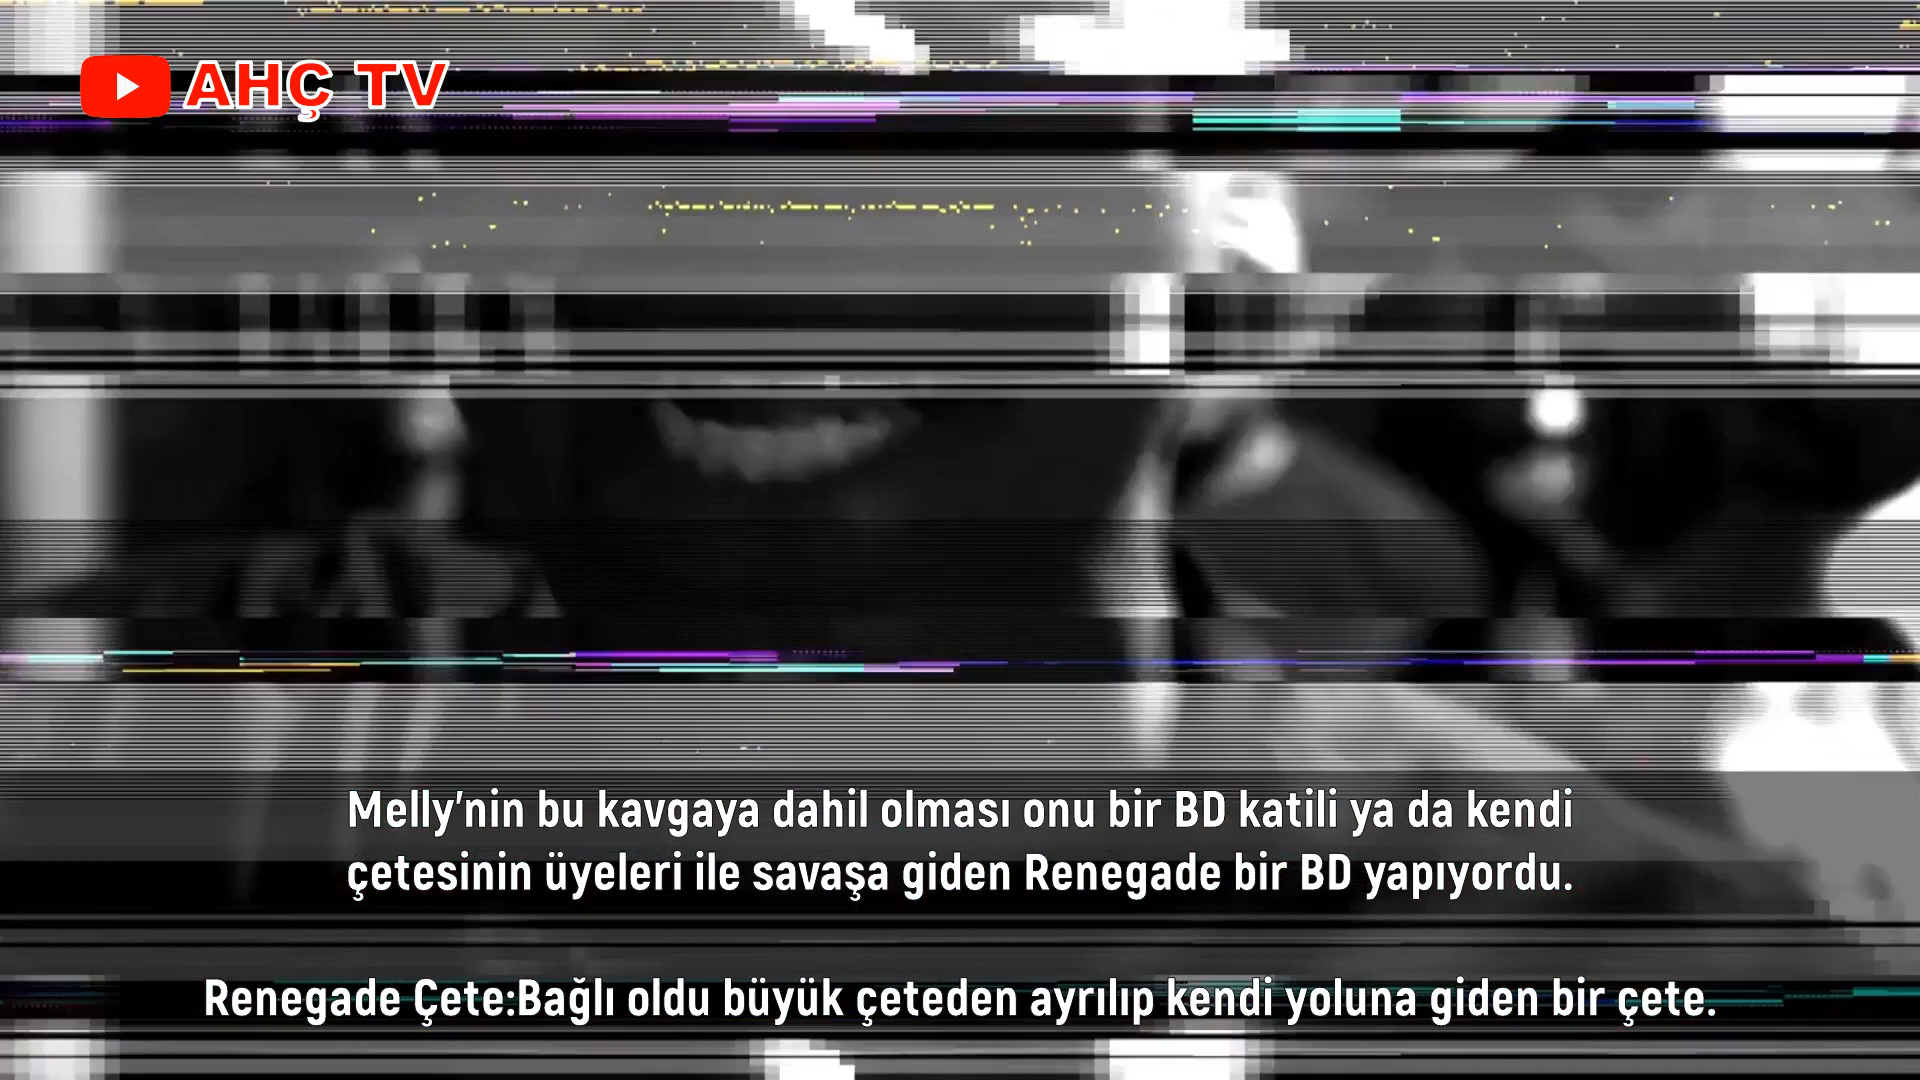 AHÇ TV
Melly'nin bu kavgaya dahil olması onu bir BD katili ya da kendi
çetesinin üyeleri ile savaşa giden Renegade bir BD yapıyordu.
Renegade Çete:Bağlı oldu büyük çeteden ayrılıp kendi yoluna giden bir çete.